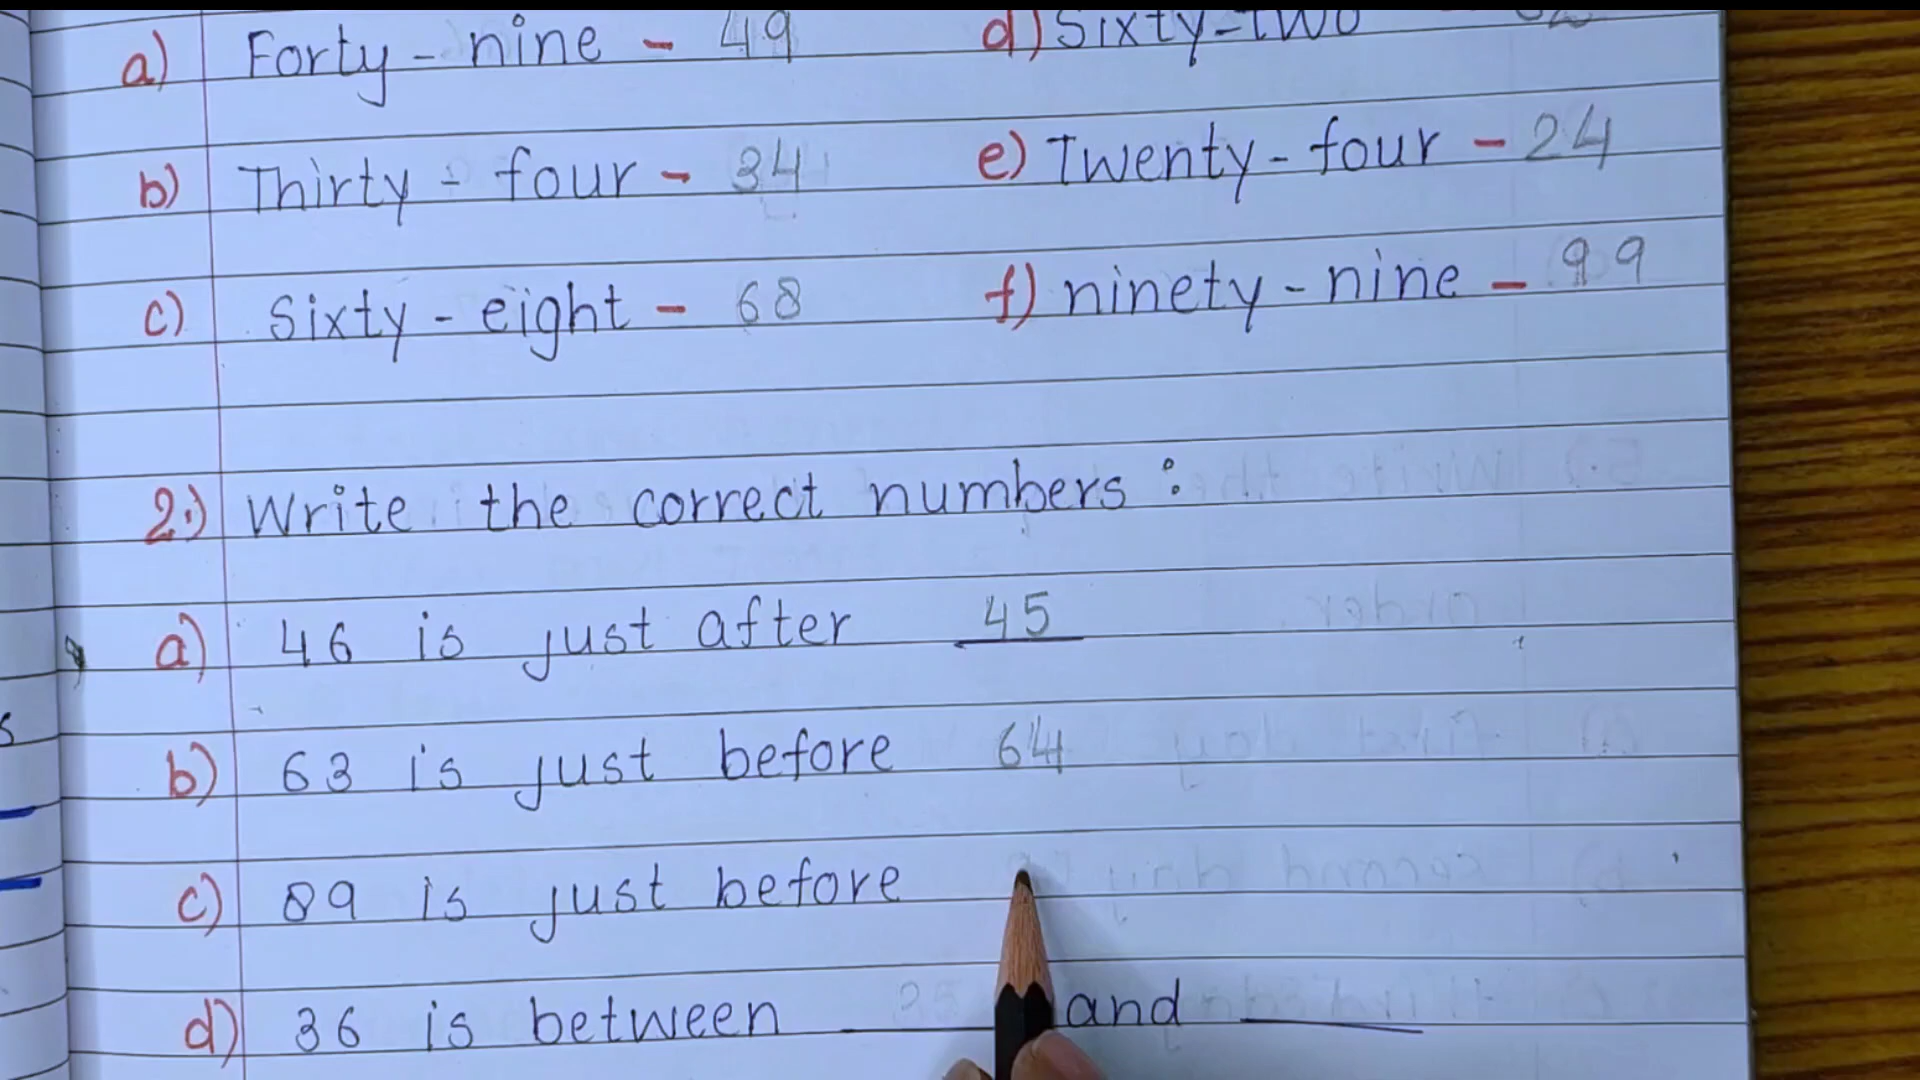 a) Forty-nine - 49 d) Sixty-two
b) Thirty-four - 34 e) Twenty-four - 24
c) Sixty-eight - 68 f) ninety-nine - 99
2.) Write the correct numbers :
a) 46 is just after 45
b) 63 is just before 64
c) 89 is just before
d) 36 is between ____ and ____